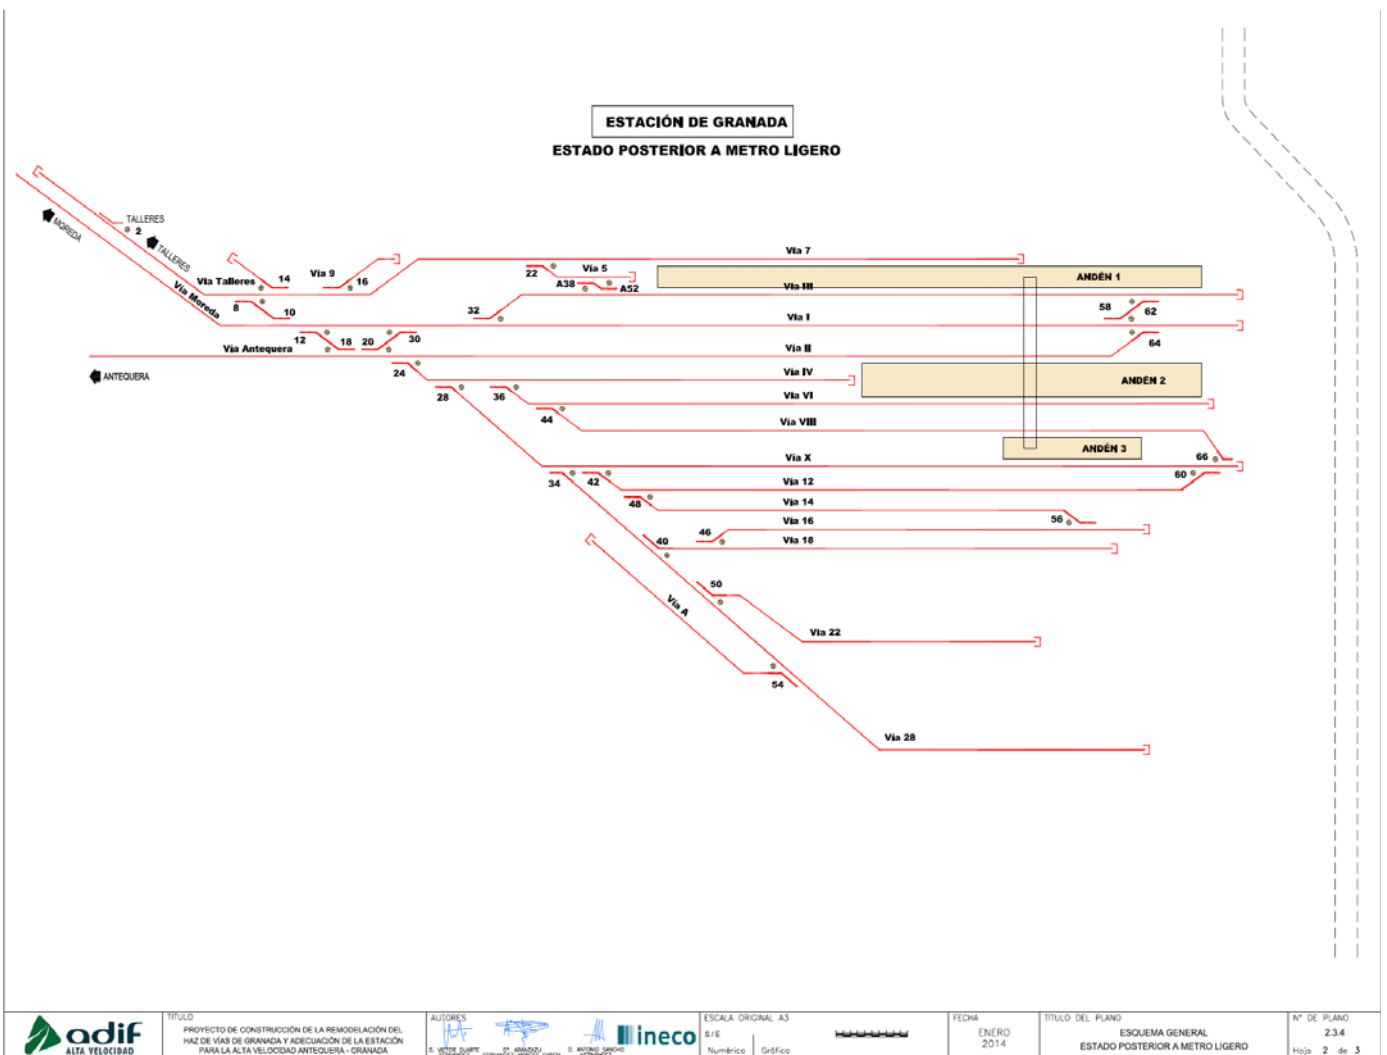 ESTACIÓN DE GRANADA
ESTADO POSTERIOR A METRO LIGERO
TALLERES
2
MOREDA
TALLERES
Vía Talleres
14
Vía 9
16
Vía 7
22
Vía 5
A38
A52
ANDÉN 1
Vía III
Vía Moreda
8
10
32
Vía I
58
62
12
18
20
30
Vía Antequera
Vía II
64
ANTEQUERA
24
Vía IV
ANDÉN 2
28
36
Vía VI
44
Vía VIII
ANDÉN 3
Vía X
66
34
42
Vía 12
60
48
Vía 14
46
Vía 16
56
40
Vía 18
50
Vía A
Vía 22
54
Vía 28
adif
ALTA VELOCIDAD
TÍTULO
PROYECTO DE CONSTRUCCIÓN DE LA REMODELACIÓN DEL
HAZ DE VÍAS DE GRANADA Y ADECUACIÓN DE LA ESTACIÓN
PARA LA ALTA VELOCIDAD ANTEQUERA - GRANADA
AUTORES
ineco
ESCALA ORIGINAL A3
S/E
Numérica Gráfica
FECHA
ENERO
2014
TÍTULO DEL PLANO
ESQUEMA GENERAL
ESTADO POSTERIOR A METRO LIGERO
Nº DE PLANO
2.3.4
Hoja 2 de 3